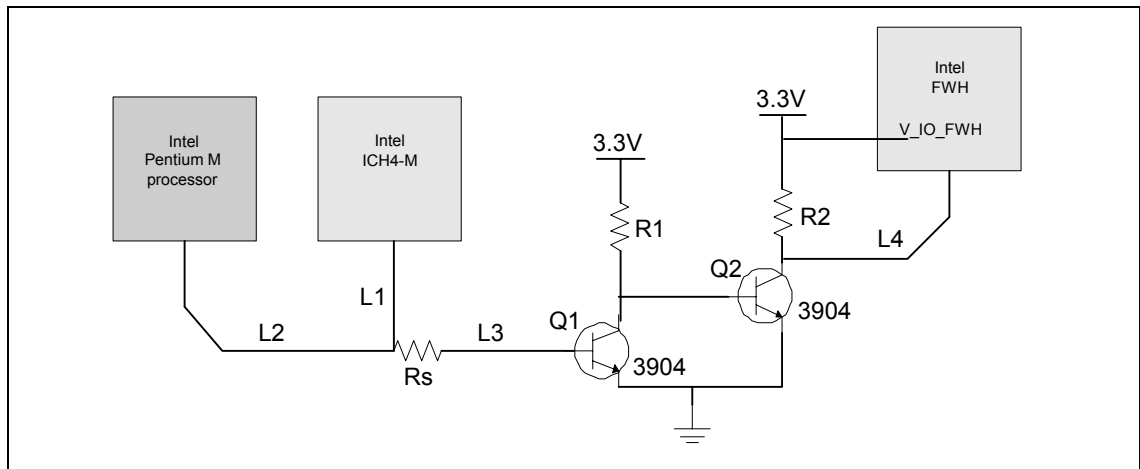 Intel
FWH
V_IO_FWH
3.3V
3.3V
Intel
Pentium M
processor
Intel
ICH4-M
R1
R2
L4
L1
Q2
3904
L2
L3
Q1
Rs
3904